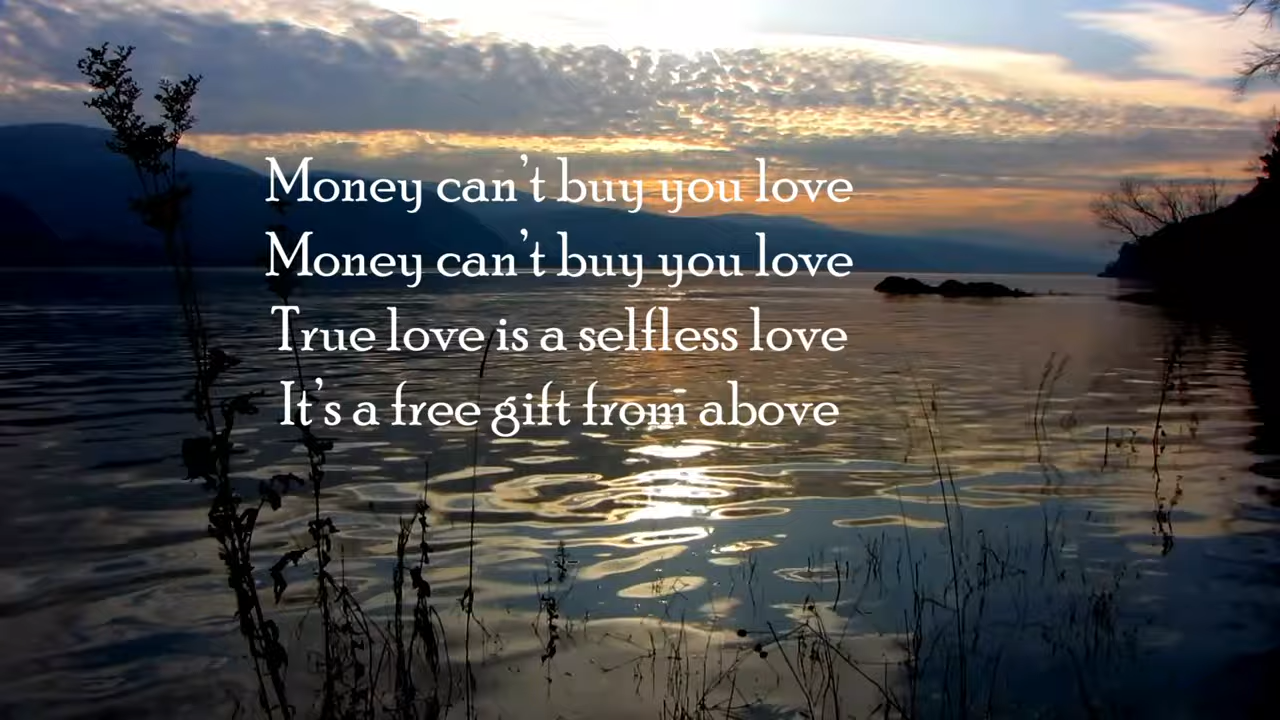 Money can't buy you love
Money can't buy you love
True love is a selfless love
It's a free gift from above